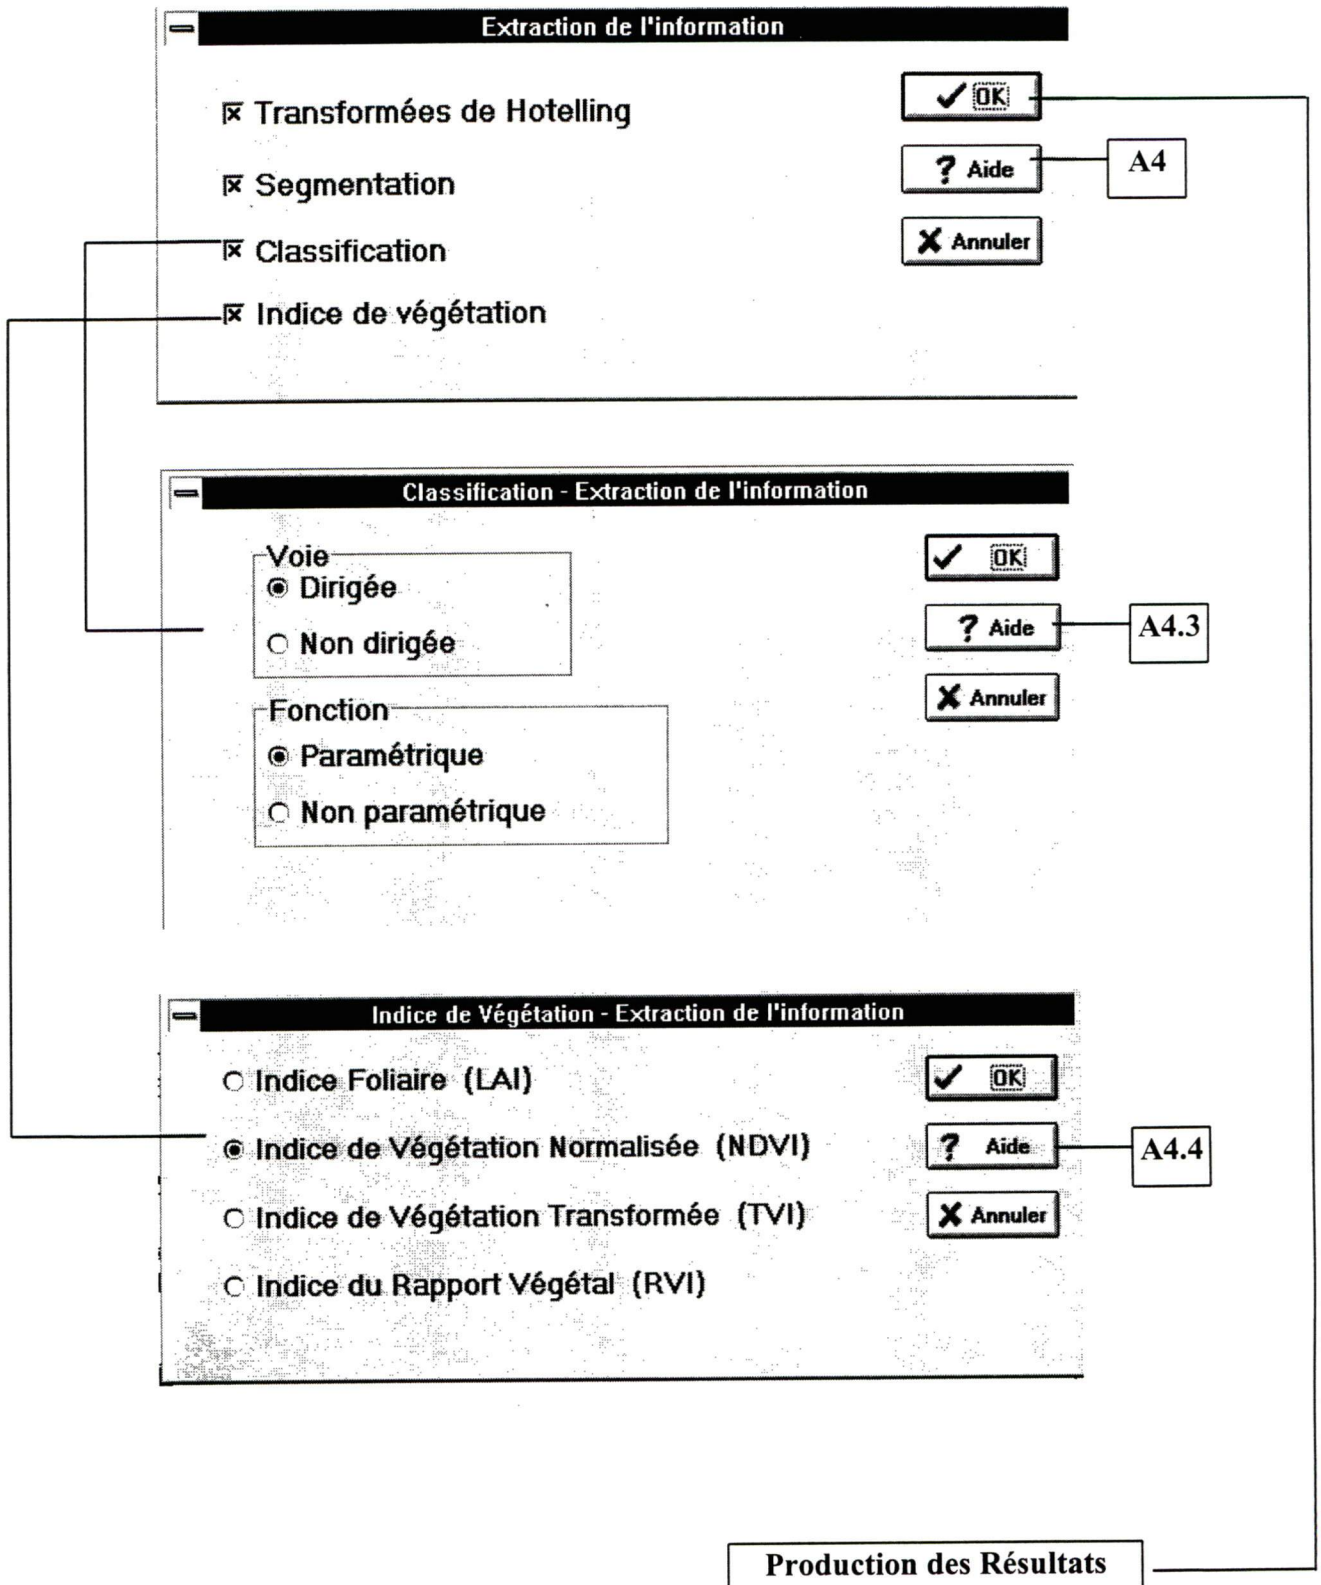 Extraction de l'information
Transformées de Hotelling
OK
Segmentation
? Aide
A4
Classification
Annuler
Indice de végétation
Classification - Extraction de l'information
Voie
Dirigée
OK
Non dirigée
? Aide
A4.3
Fonction
Annuler
Paramétrique
Non paramétrique
Indice de Végétation - Extraction de l'information
Indice Foliaire (LAI)
OK
Indice de Végétation Normalisée (NDVI)
? Aide
A4.4
Indice de Végétation Transformée (TVI)
Annuler
Indice du Rapport Végétal (RVI)
Production des Résultats